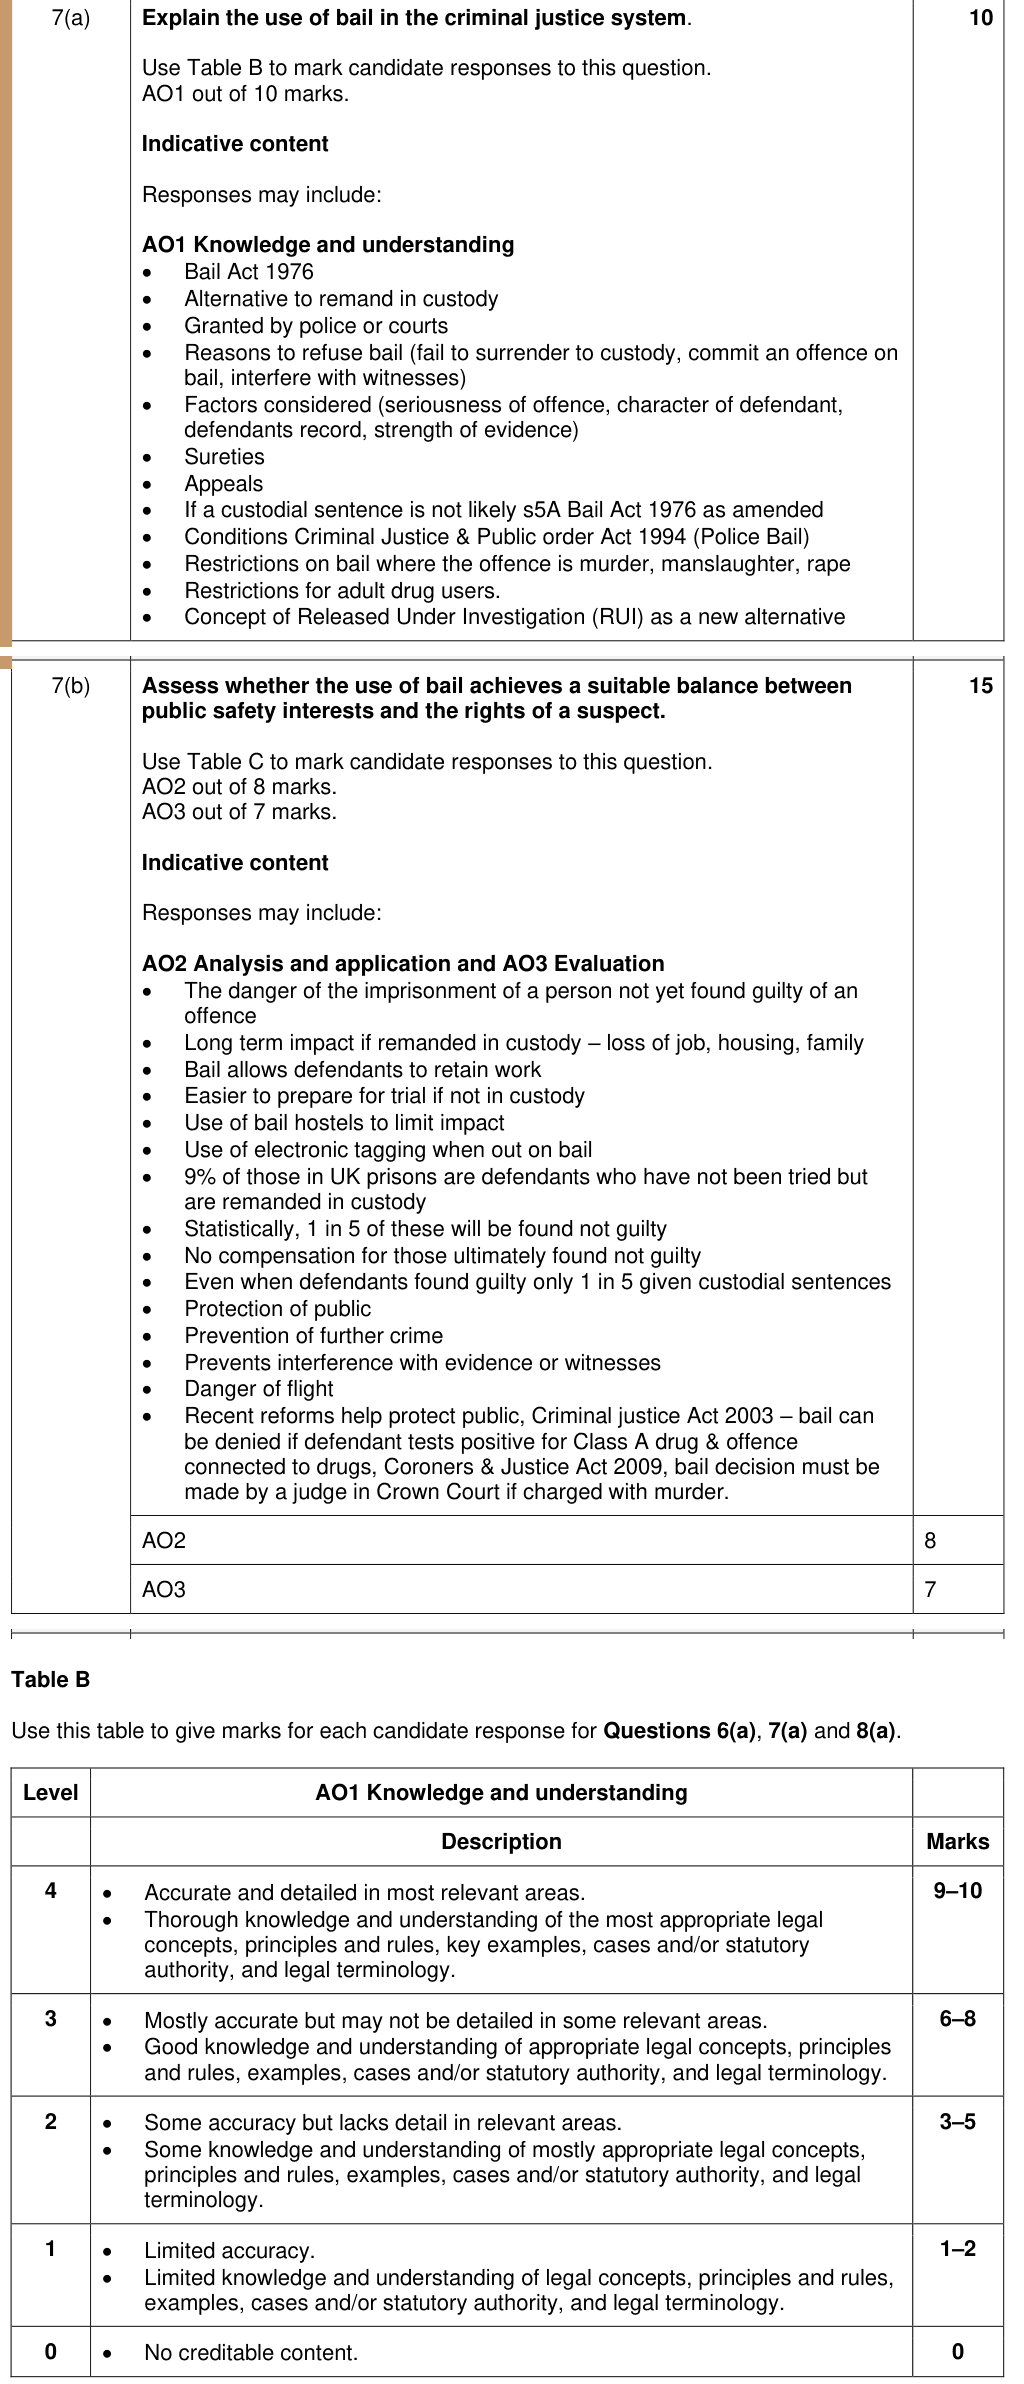 7(a) Explain the use of bail in the criminal justice system. 10
Use Table B to mark candidate responses to this question.
AO1 out of 10 marks.
Indicative content
Responses may include:
AO1 Knowledge and understanding
• Bail Act 1976
• Alternative to remand in custody
• Granted by police or courts
• Reasons to refuse bail (fail to surrender to custody, commit an offence on
bail, interfere with witnesses)
• Factors considered (seriousness of offence, character of defendant,
defendants record, strength of evidence)
• Sureties
• Appeals
• If a custodial sentence is not likely s5A Bail Act 1976 as amended
• Conditions Criminal Justice & Public order Act 1994 (Police Bail)
• Restrictions on bail where the offence is murder, manslaughter, rape
• Restrictions for adult drug users.
• Concept of Released Under Investigation (RUI) as a new alternative
7(b) Assess whether the use of bail achieves a suitable balance between 15
public safety interests and the rights of a suspect.
Use Table C to mark candidate responses to this question.
AO2 out of 8 marks.
AO3 out of 7 marks.
Indicative content
Responses may include:
AO2 Analysis and application and AO3 Evaluation
• The danger of the imprisonment of a person not yet found guilty of an
offence
• Long term impact if remanded in custody – loss of job, housing, family
• Bail allows defendants to retain work
• Easier to prepare for trial if not in custody
• Use of bail hostels to limit impact
• Use of electronic tagging when out on bail
• 9% of those in UK prisons are defendants who have not been tried but
are remanded in custody
• Statistically, 1 in 5 of these will be found not guilty
• No compensation for those ultimately found not guilty
• Even when defendants found guilty only 1 in 5 given custodial sentences
• Protection of public
• Prevention of further crime
• Prevents interference with evidence or witnesses
• Danger of flight
• Recent reforms help protect public, Criminal justice Act 2003 – bail can
be denied if defendant tests positive for Class A drug & offence
connected to drugs, Coroners & Justice Act 2009, bail decision must be
made by a judge in Crown Court if charged with murder.
AO2 8
AO3 7
Table B
Use this table to give marks for each candidate response for Questions 6(a), 7(a) and 8(a).
Level AO1 Knowledge and understanding
Description Marks
4 • Accurate and detailed in most relevant areas. 9–10
• Thorough knowledge and understanding of the most appropriate legal
concepts, principles and rules, key examples, cases and/or statutory
authority, and legal terminology.
3 • Mostly accurate but may not be detailed in some relevant areas. 6–8
• Good knowledge and understanding of appropriate legal concepts, principles
and rules, examples, cases and/or statutory authority, and legal terminology.
2 • Some accuracy but lacks detail in relevant areas. 3–5
• Some knowledge and understanding of mostly appropriate legal concepts,
principles and rules, examples, cases and/or statutory authority, and legal
terminology.
1 • Limited accuracy. 1–2
• Limited knowledge and understanding of legal concepts, principles and rules,
examples, cases and/or statutory authority, and legal terminology.
0 • No creditable content. 0